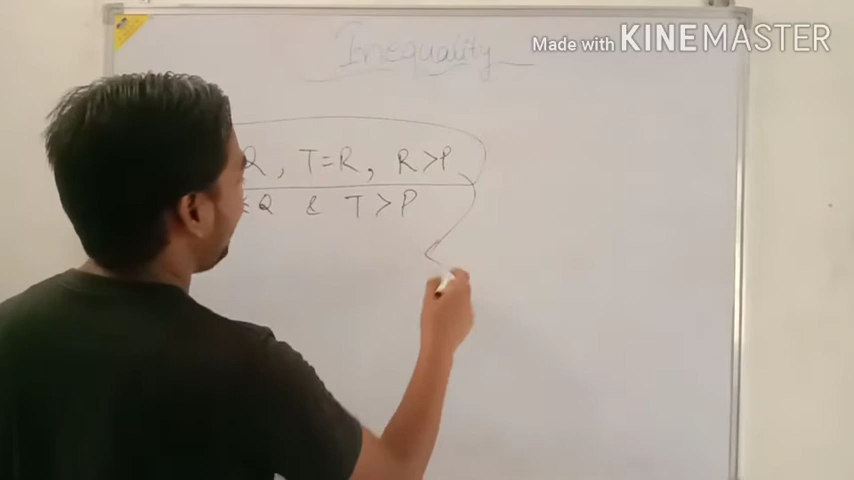 Inequality
Made with KINEMASTER
Q, T=R, R>P
Q & T>P